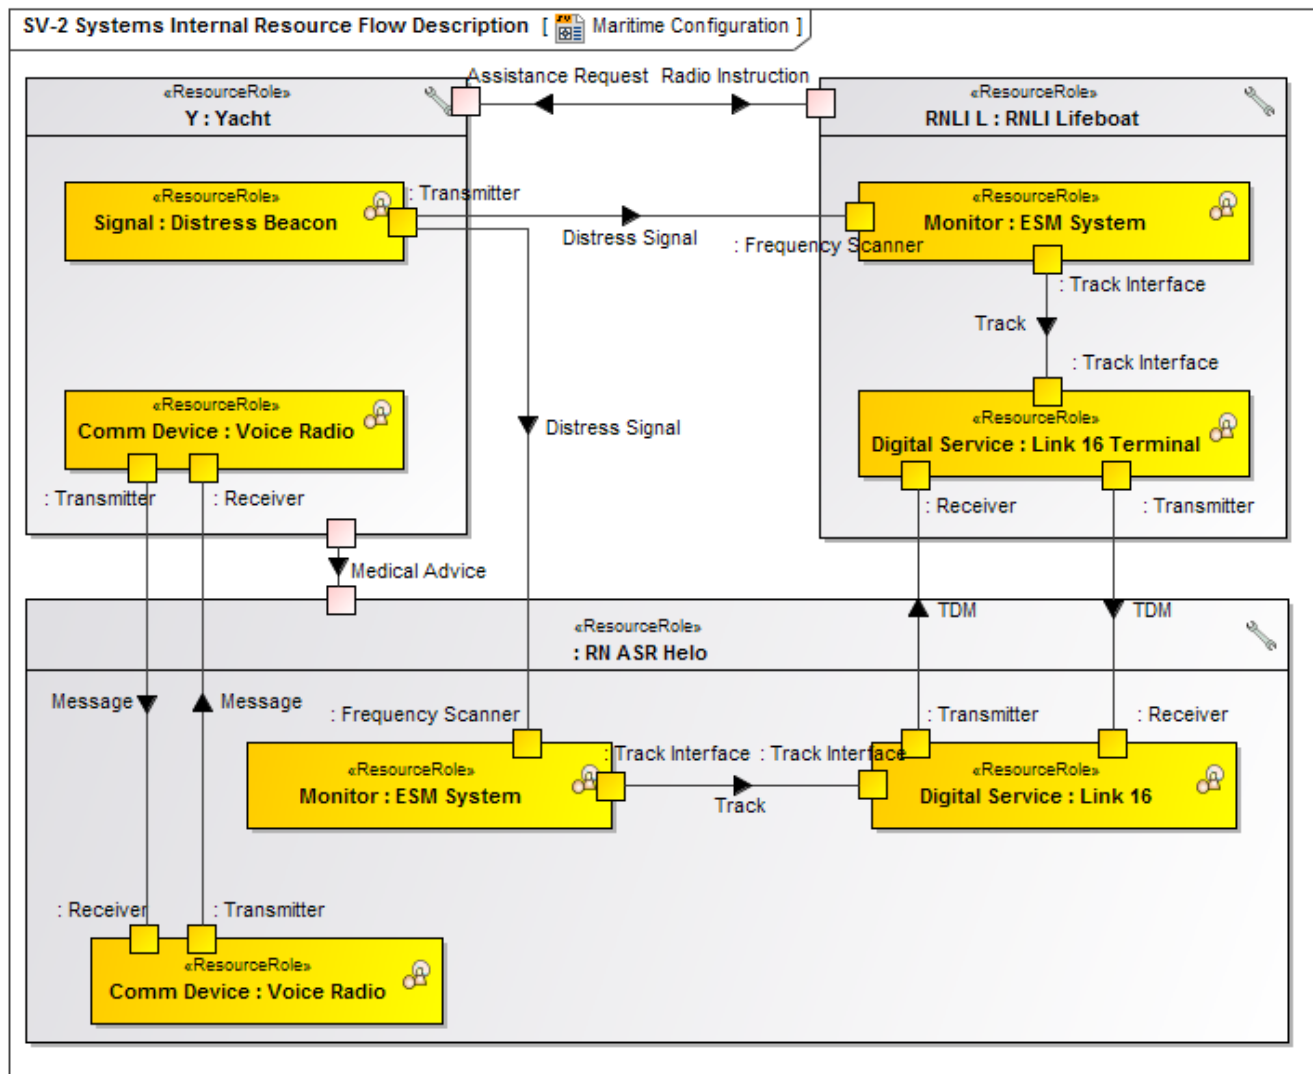 SV-2 Systems Internal Resource Flow Description [ SV Maritime Configuration ]
Assistance Request Radio Instruction
«ResourceRole»
Y : Yacht
«ResourceRole»
RNLI L : RNLI Lifeboat
«ResourceRole»
Signal : Distress Beacon
: Transmitter
Distress Signal
: Frequency Scanner
«ResourceRole»
Monitor : ESM System
: Track Interface
Track
: Track Interface
«ResourceRole»
Comm Device : Voice Radio
Distress Signal
«ResourceRole»
Digital Service : Link 16 Terminal
: Transmitter
: Receiver
: Receiver
: Transmitter
Medical Advice
TDM
TDM
«ResourceRole»
: RN ASR Helo
Message
Message
: Frequency Scanner
: Transmitter
: Receiver
: Track Interface
: Track Interface
«ResourceRole»
Monitor : ESM System
Track
«ResourceRole»
Digital Service : Link 16
: Receiver
: Transmitter
«ResourceRole»
Comm Device : Voice Radio